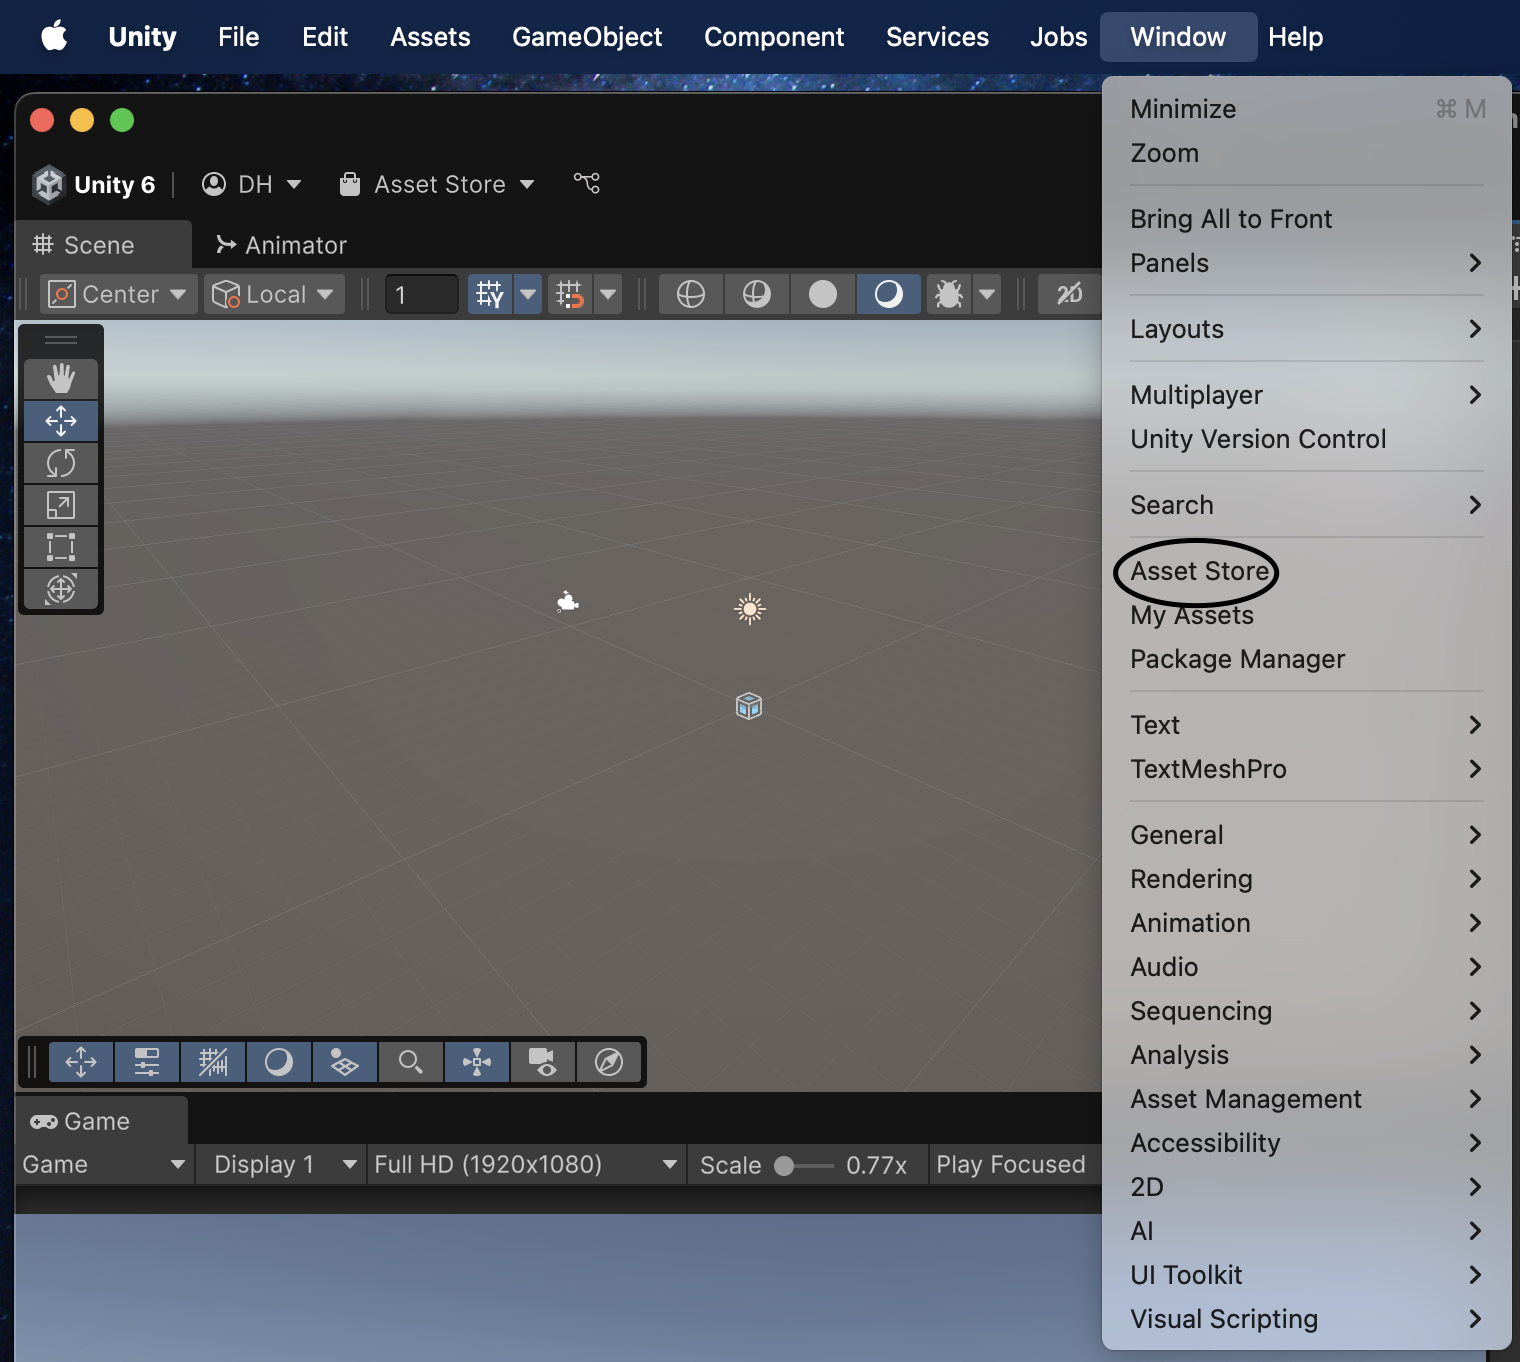 Unity File Edit Assets GameObject Component Services Jobs Window Help
Unity 6 DH Asset Store
Scene Animator
Center Local 1 2D
Game
Game Display 1 Full HD (1920x1080) Scale 0.77x Play Focused
Minimize ⌘ M
Zoom
Bring All to Front
Panels
Layouts
Multiplayer
Unity Version Control
Search
Asset Store
My Assets
Package Manager
Text
TextMeshPro
General
Rendering
Animation
Audio
Sequencing
Analysis
Asset Management
Accessibility
2D
AI
UI Toolkit
Visual Scripting